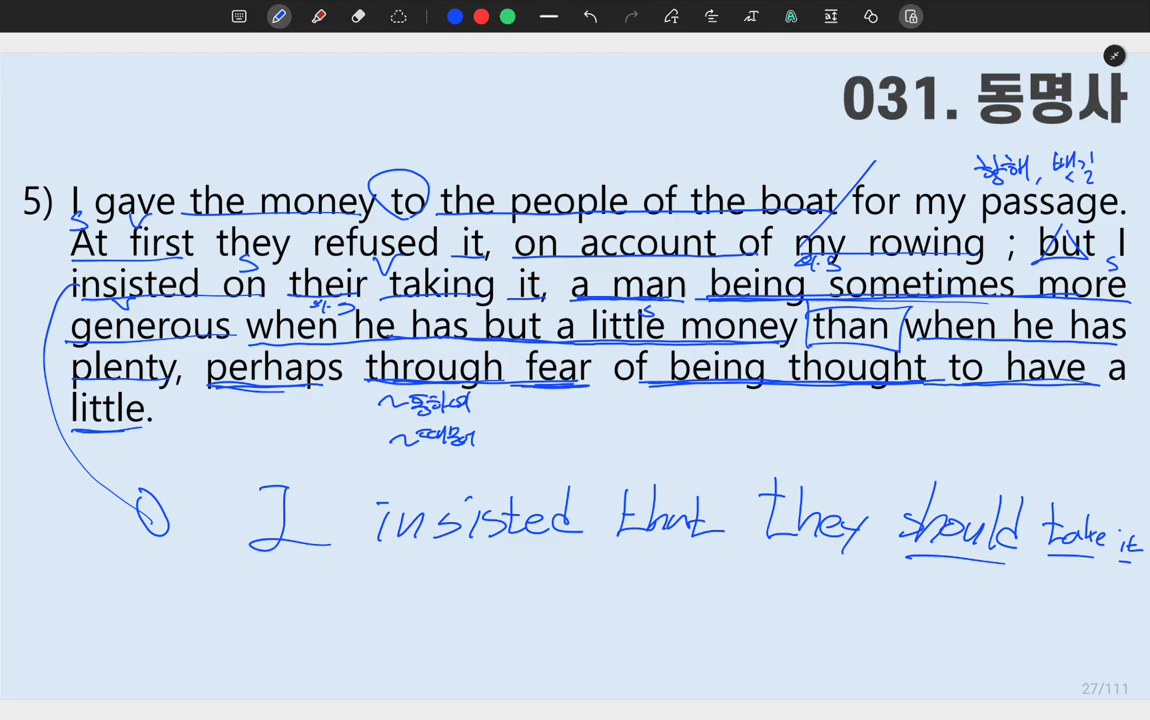 031. 동명사
항해, 뱃길
5) I gave the money to the people of the boat for my passage.
S V
At first they refused it, on account of my rowing ; but I
S V 의.S S
insisted on their taking it, a man being sometimes more
V 의.S S
generous when he has but a little money than when he has
plenty, perhaps through fear of being thought to have a
~통하여
little.
~때문에
I insisted that they should take it
27/111